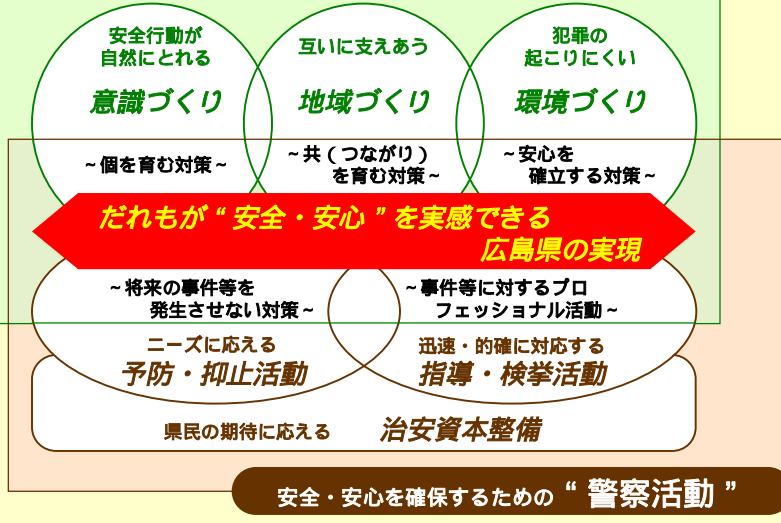 安全行動が
自然にとれる
意識づくり
互いに支えあう
地域づくり
犯罪の
起こりにくい
環境づくり
~個を育む対策~
~共(つながり)
を育む対策~
~安心を
確立する対策~
だれもが“安全・安心”を実感できる
広島県の実現
~将来の事件等を
発生させない対策~
~事件等に対するプロ
フェッショナル活動~
ニーズに応える
予防・抑止活動
迅速・的確に対応する
指導・検挙活動
県民の期待に応える 治安資本整備
安全・安心を確保するための“警察活動”